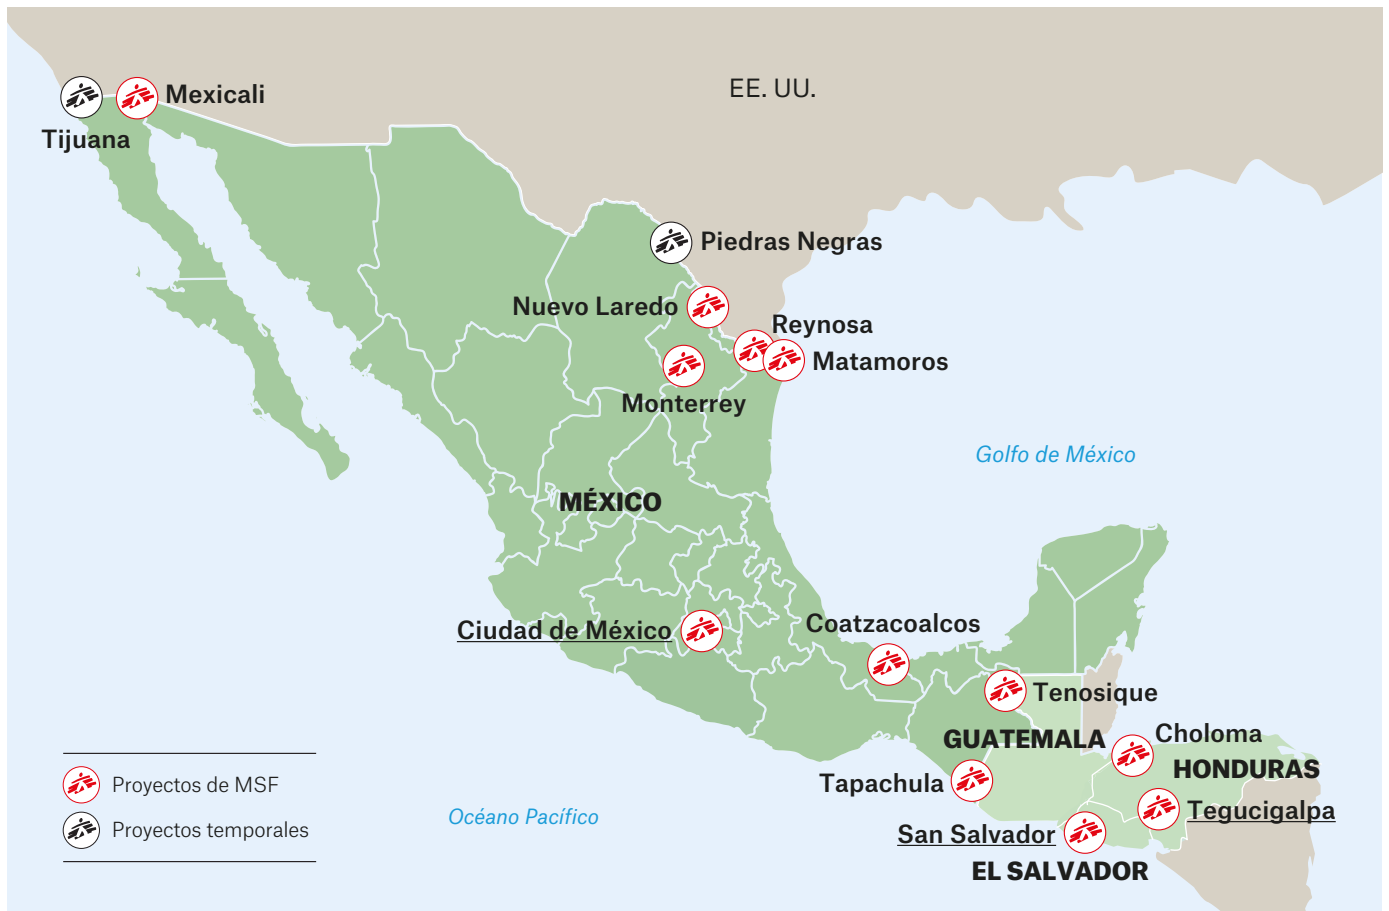 EE. UU.
Mexicali
Tijuana
Piedras Negras
Nuevo Laredo
Reynosa
Matamoros
Monterrey
Golfo de México
MÉXICO
Ciudad de México
Coatzacoalcos
Tenosique
GUATEMALA
Choloma
HONDURAS
Tapachula
Tegucigalpa
San Salvador
EL SALVADOR
Océano Pacífico
Proyectos de MSF
Proyectos temporales